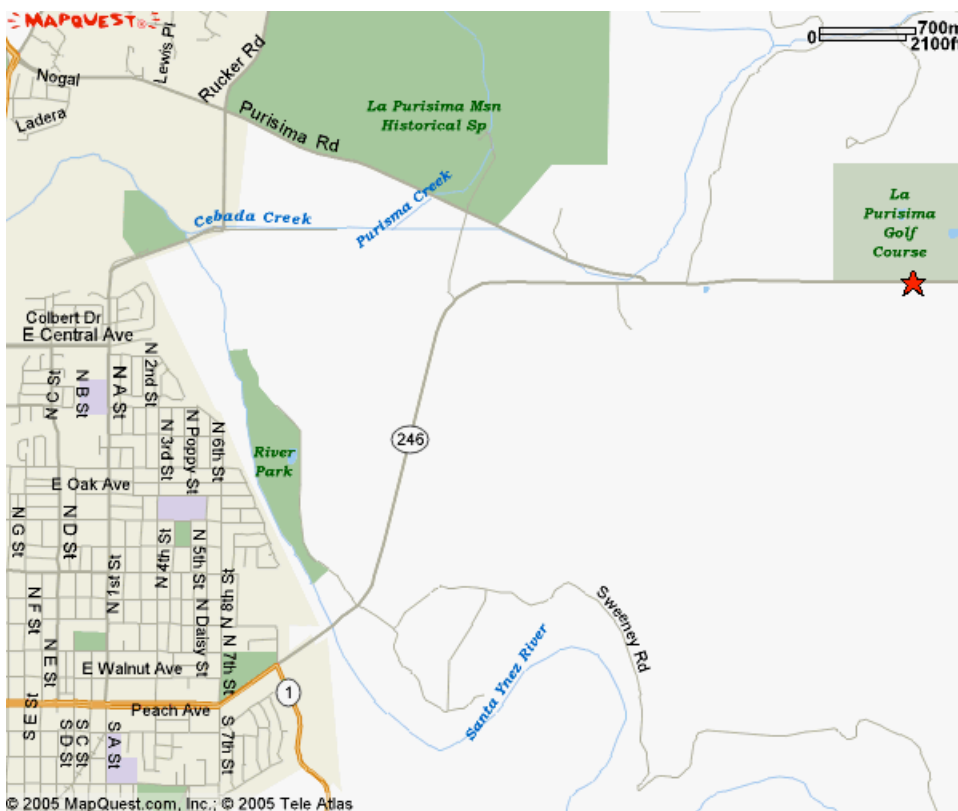 MAPQUEST
0 700m
2100ft
Nogal
Lewis Pl
Rucker Rd
Ladera
Purisima Rd
La Purisima Msn
Historical Sp
Cebada Creek
Purisma Creek
La
Purisima
Golf
Course
Colbert Dr
E Central Ave
N C St
N B St
N A St
N 2nd St
N 3rd St
N Poppy St
N 6th St
River
Park
246
E Oak Ave
N G St
N D St
N 1st St
N 4th St
N 5th St
N Daisy St
N 8th St
N 7th St
N F St
N E St
E Walnut Ave
Sweeney Rd
Santa Ynez River
1
Peach Ave
S E St
S D St
S C St
S A St
S 7th St
© 2005 MapQuest.com, Inc.; © 2005 Tele Atlas